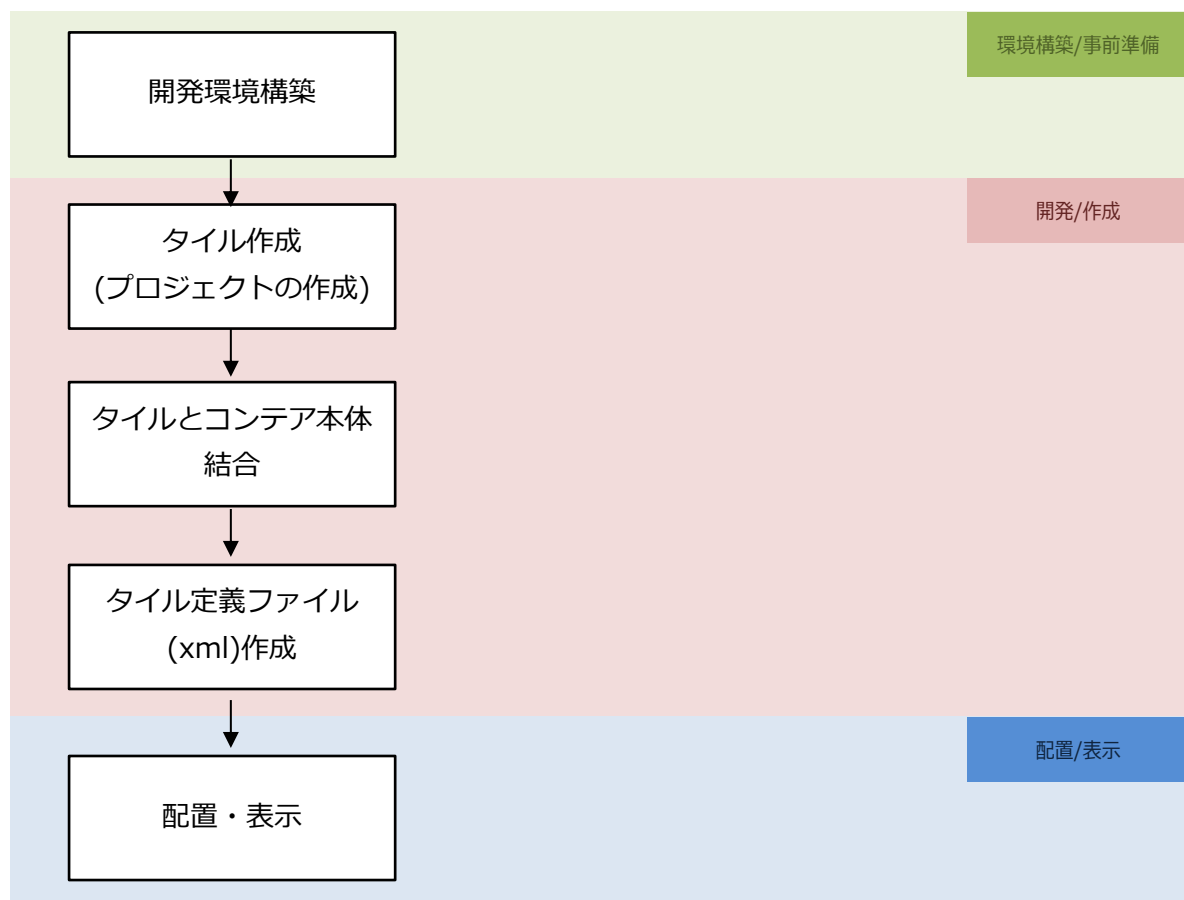 環境構築/事前準備
開発環境構築
開発/作成
タイル作成
(プロジェクトの作成)
タイルとコンテア本体
結合
タイル定義ファイル
(xml)作成
配置/表示
配置・表示